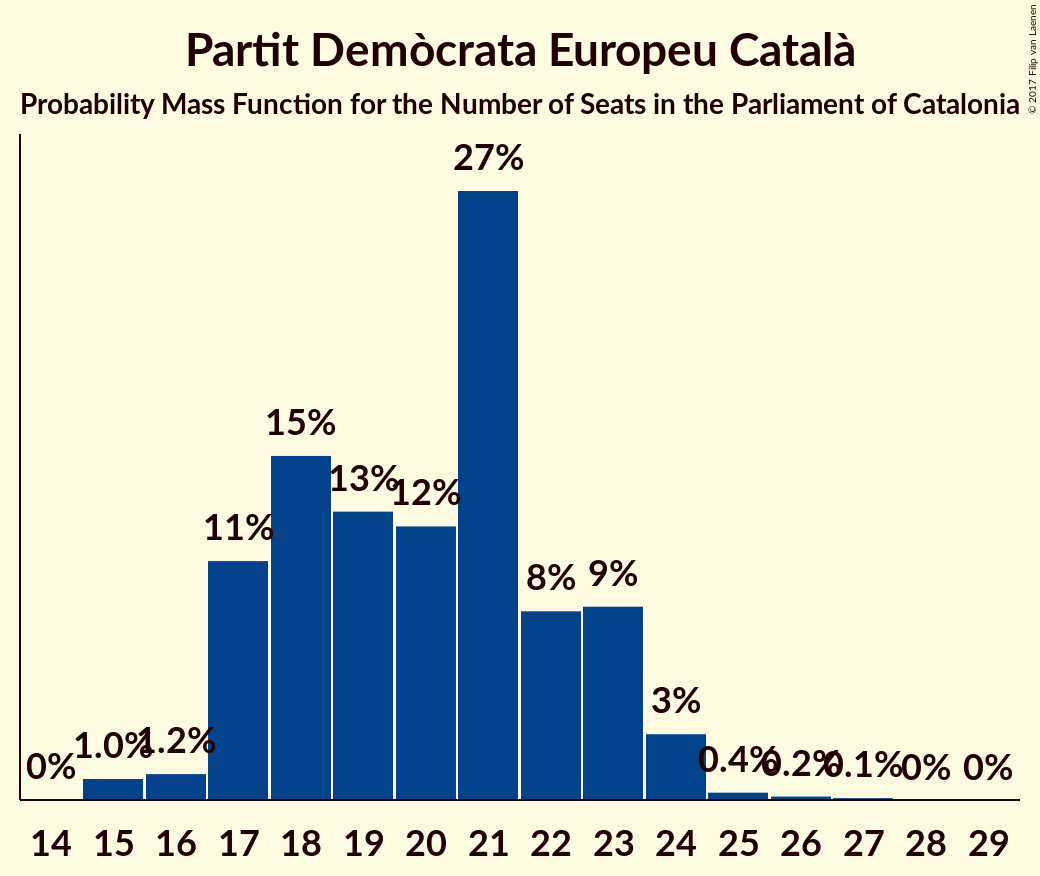 Partit Demòcrata Europeu Català
Probability Mass Function for the Number of Seats in the Parliament of Catalonia
© 2017 Filip van Laenen
0% 1.0% 1.2% 11% 15% 13% 12% 27% 8% 9% 3% 0.4% 0.2% 0.1% 0% 0%
14 15 16 17 18 19 20 21 22 23 24 25 26 27 28 29